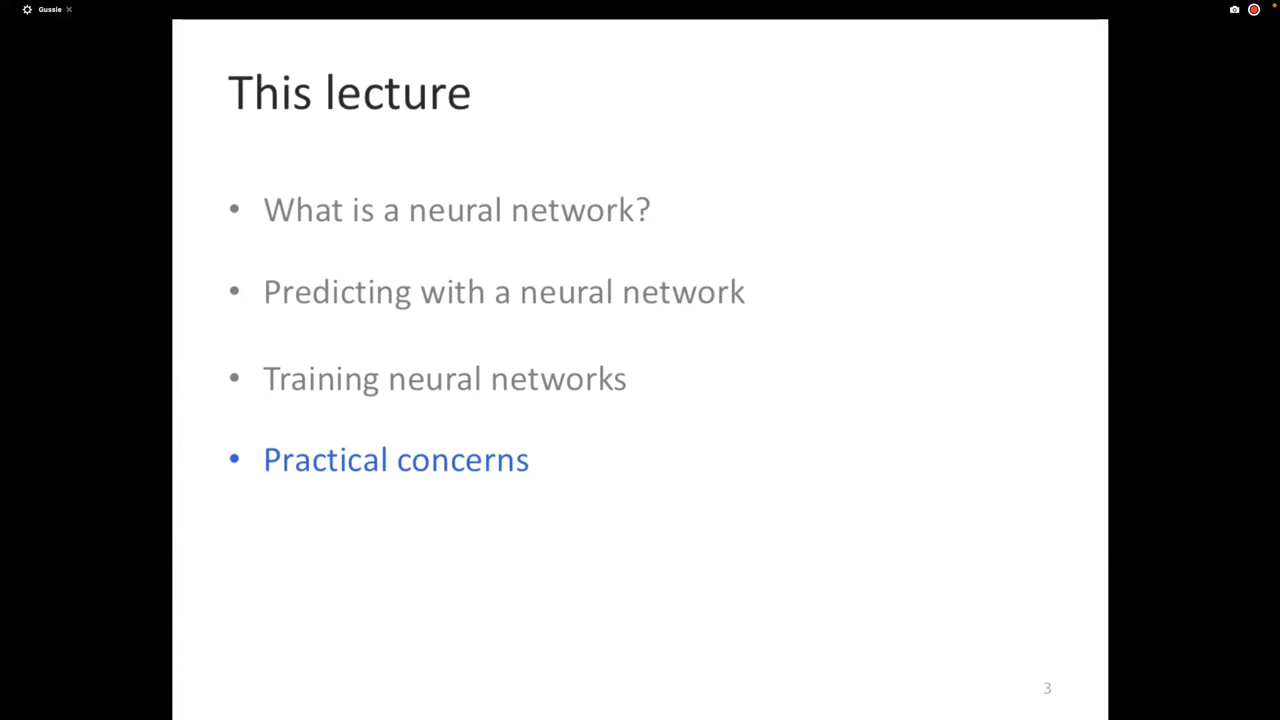 Gussie
This lecture
• What is a neural network?
• Predicting with a neural network
• Training neural networks
• Practical concerns
3